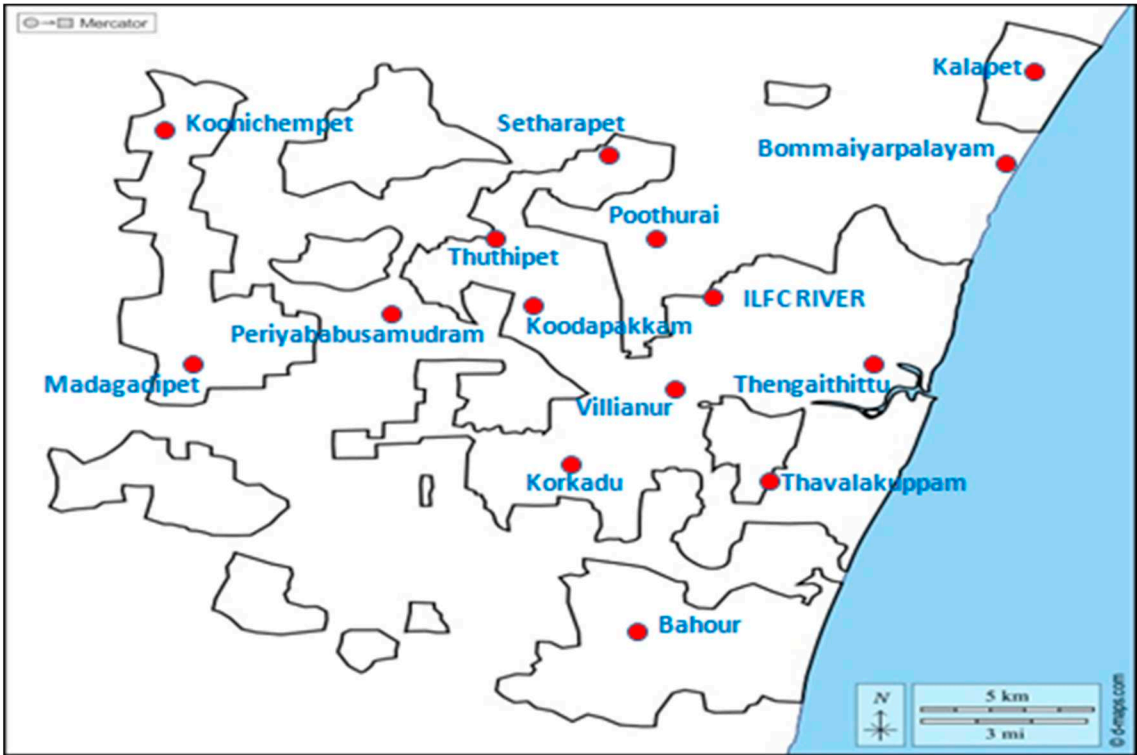 Mercator
Kalapet
Koonichempet
Setharapet
Bommaiyarpalayam
Poothurai
Thuthipet
ILFC RIVER
Periyababusamudram
Koodapakkam
Madagadipet
Thengaithittu
Villianur
Korkadu
Thavalakuppam
Bahour
N
5 km
3 mi
© d-maps.com